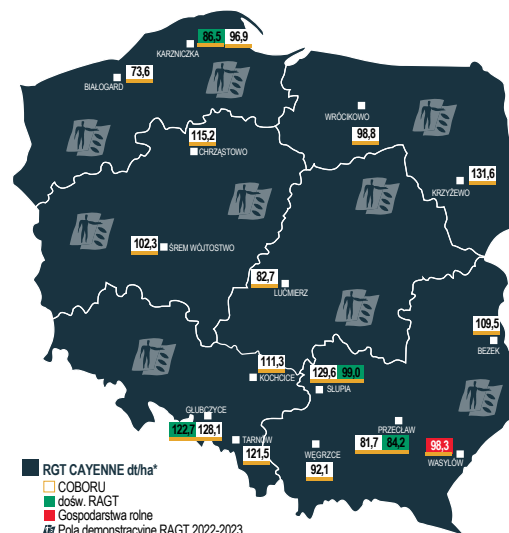 86,5 96,9
KARZNICZKA
73,6
BIAŁOGARD
WRÓCIKOWO
98,8
115,2
CHRZĄSTOWO
131,6
KRZYŻEWO
102,3 ŚREM WÓJTOSTWO
82,7
LUĆMIERZ
109,5
BEZEK
111,3
KOCHCICE
129,6 99,0
SŁUPIA
GŁUBCZYCE
122,7 128,1
TARNÓW
121,5
WĘGRZCE
92,1
PRZECŁAW
81,7 84,2
98,3
WASYLÓW
RGT CAYENNE dt/ha*
COBORU
dośw. RAGT
Gospodarstwa rolne
Pola demonstracyjne RAGT 2022-2023